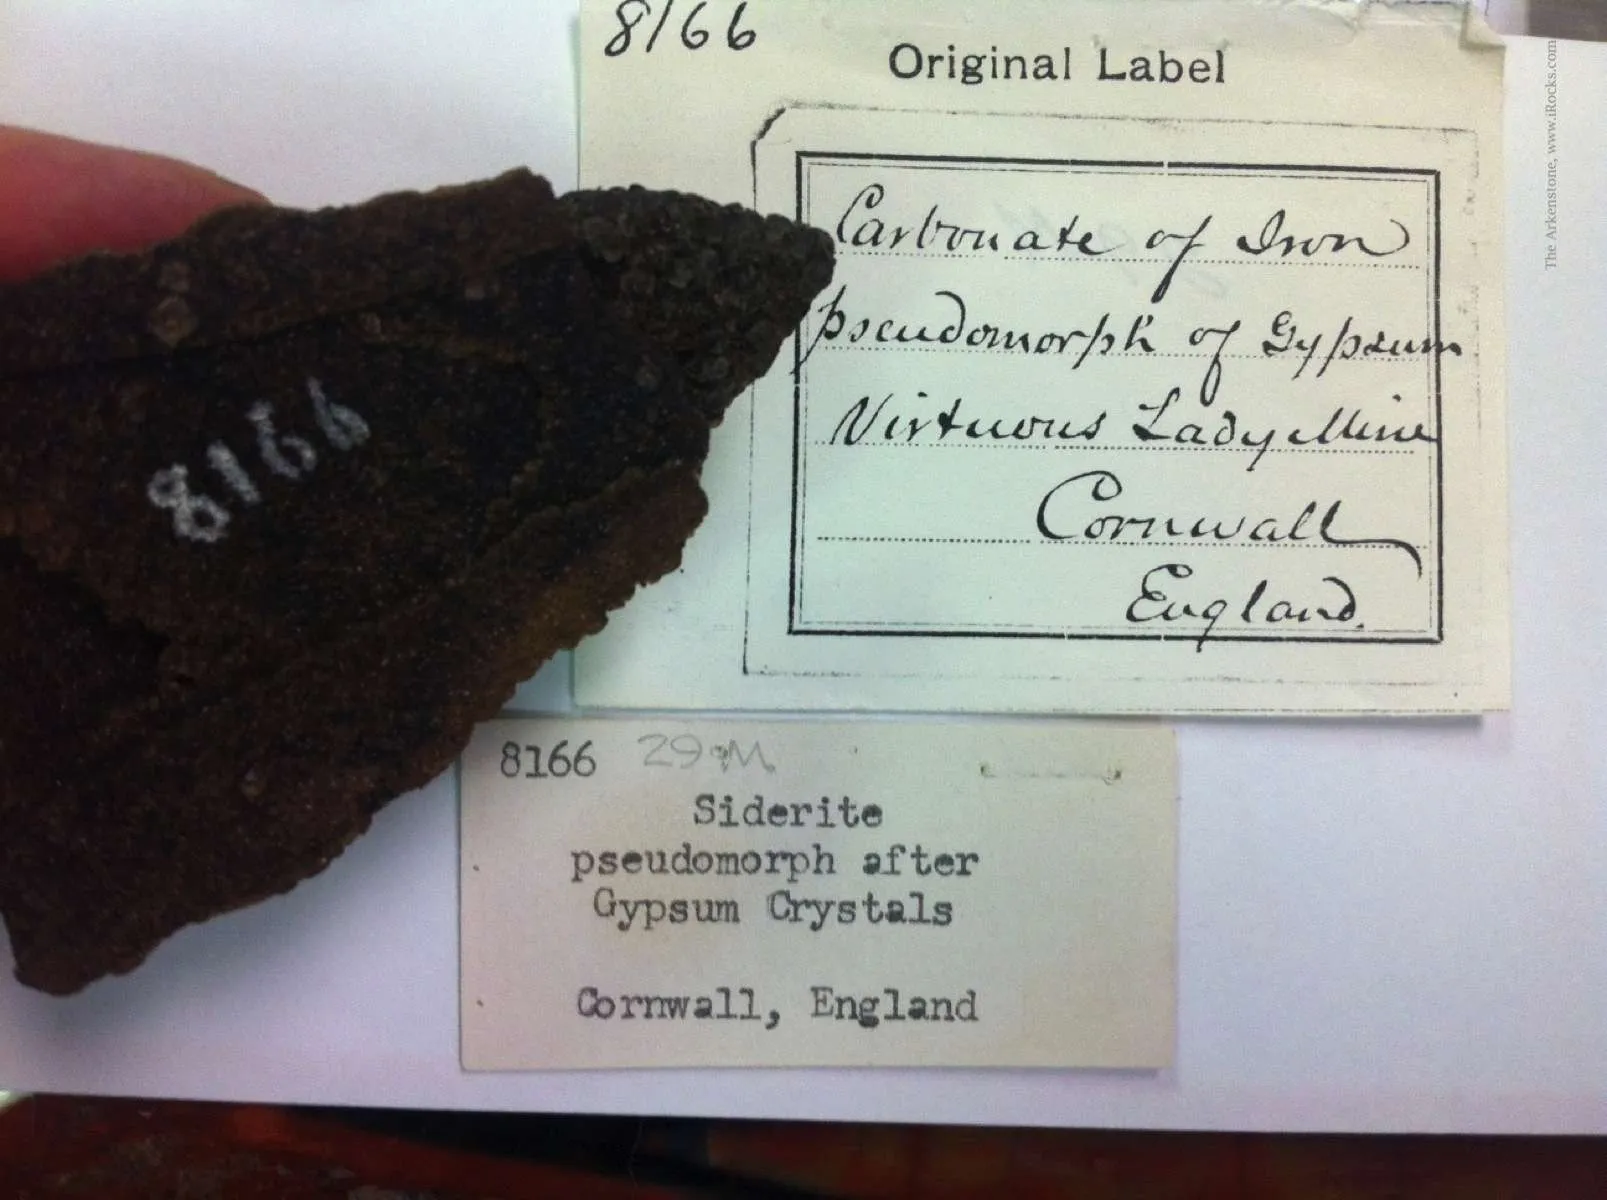 8166
Original Label
Carbonate of Iron
pseudomorph of Gypsum
Virtuous Lady Mine
Cornwall
England.
8166
8166 29 M
Siderite
pseudomorph after
Gypsum Crystals
Cornwall, England
The Arkenstone, www.iRocks.com